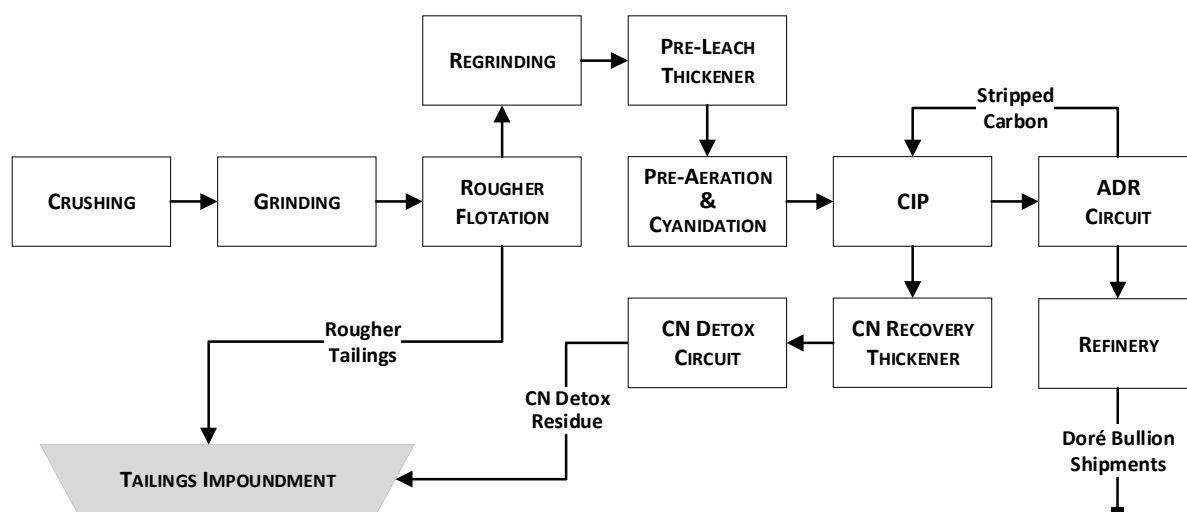 REGRINDING
PRE-LEACH
THICKENER
Stripped
Carbon
CRUSHING
GRINDING
ROUGHER
FLOTATION
PRE-AERATION
&
CYANIDATION
CIP
ADR
CIRCUIT
Rougher
Tailings
CN DETOX
CIRCUIT
CN RECOVERY
THICKENER
REFINERY
CN Detox
Residue
Doré Bullion
Shipments
TAILINGS IMPOUNDMENT